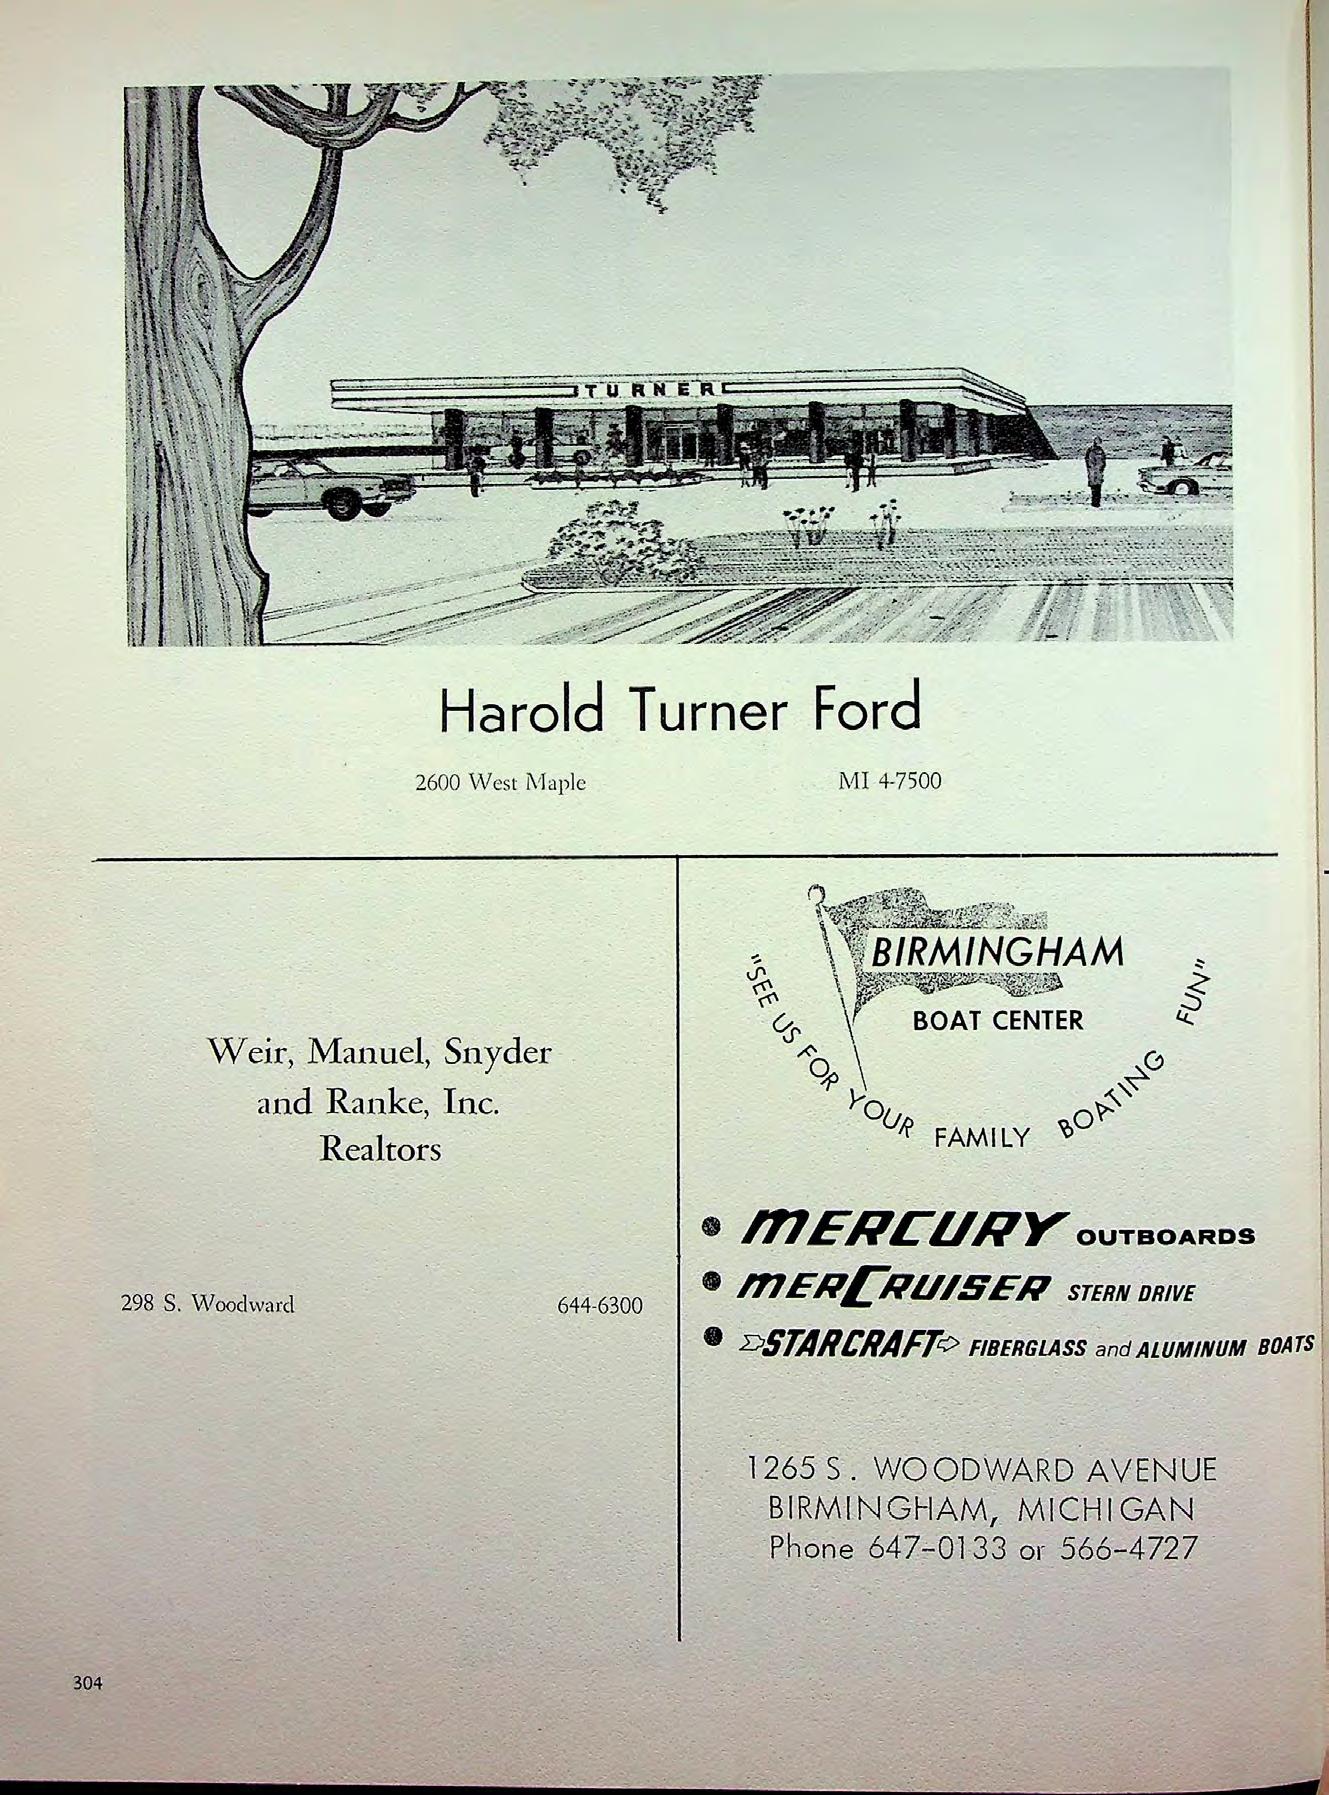 TURNER
Harold Turner Ford
2600 West Maple MI 4-7500
Weir, Manuel, Snyder
and Ranke, Inc.
Realtors
298 S. Woodward 644-6300
BIRMINGHAM
BOAT CENTER
"SEE US FOR YOUR FAMILY BOATING FUN"
• MERCURY OUTBOARDS
• MERCRUISER STERN DRIVE
• STARCRAFT FIBERGLASS and ALUMINUM BOATS
1265 S. WOODWARD AVENUE
BIRMINGHAM, MICHIGAN
Phone 647-0133 or 566-4727
304